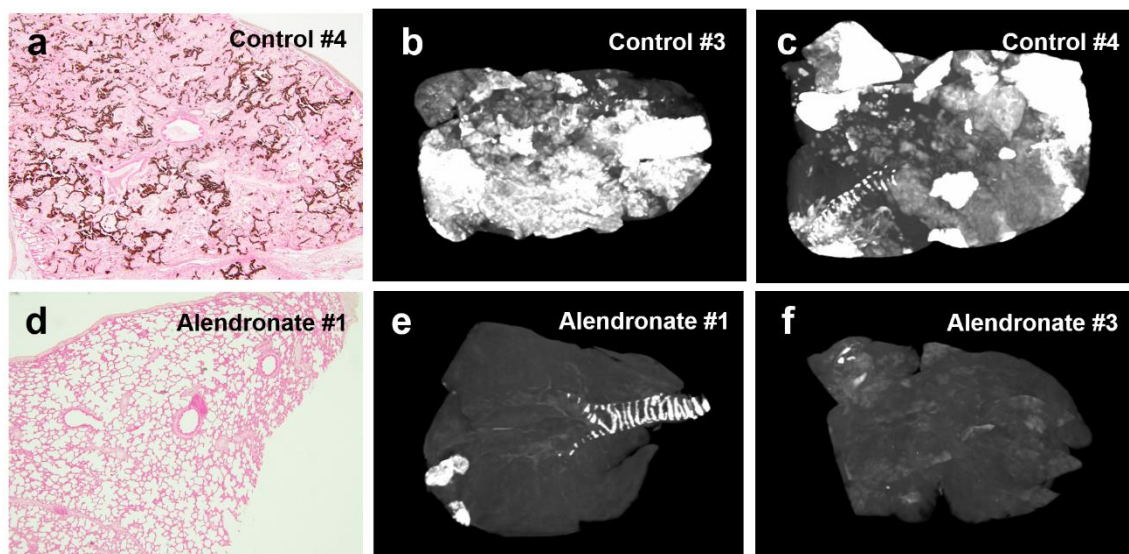 a
Control #4
b
Control #3
c
Control #4
d
Alendronate #1
e
Alendronate #1
f
Alendronate #3